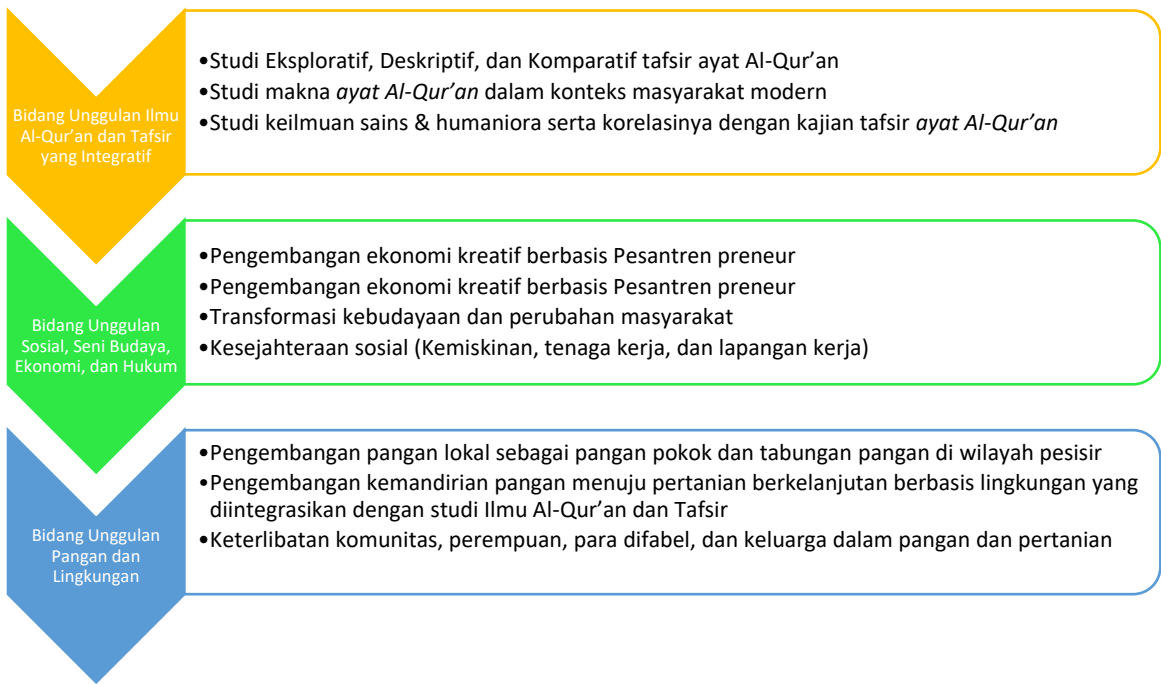 Bidang Unggulan Ilmu
Al-Qur’an dan Tafsir
yang Integratif
•Studi Eksploratif, Deskriptif, dan Komparatif tafsir ayat Al-Qur’an
•Studi makna ayat Al-Qur’an dalam konteks masyarakat modern
•Studi keilmuan sains & humaniora serta korelasinya dengan kajian tafsir ayat Al-Qur’an
Bidang Unggulan
Sosial, Seni Budaya,
Ekonomi, dan Hukum
•Pengembangan ekonomi kreatif berbasis Pesantren preneur
•Pengembangan ekonomi kreatif berbasis Pesantren preneur
•Transformasi kebudayaan dan perubahan masyarakat
•Kesejahteraan sosial (Kemiskinan, tenaga kerja, dan lapangan kerja)
Bidang Unggulan
Pangan dan
Lingkungan
•Pengembangan pangan lokal sebagai pangan pokok dan tabungan pangan di wilayah pesisir
•Pengembangan kemandirian pangan menuju pertanian berkelanjutan berbasis lingkungan yang
diintegrasikan dengan studi Ilmu Al-Qur’an dan Tafsir
•Keterlibatan komunitas, perempuan, para difabel, dan keluarga dalam pangan dan pertanian